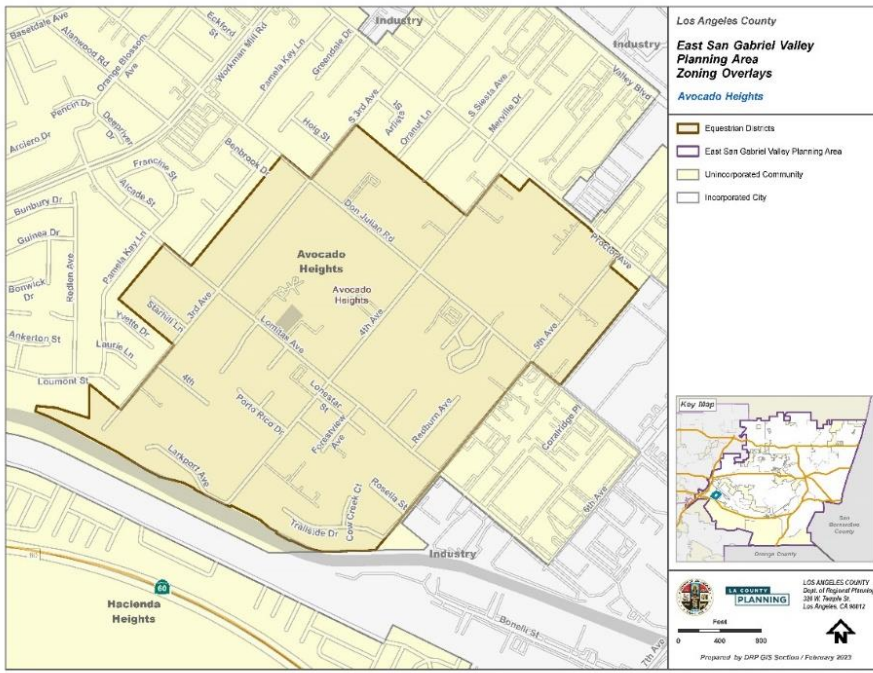 Los Angeles County
East San Gabriel Valley
Planning Area
Zoning Overlays
Avocado Heights
Equestrian Districts
East San Gabriel Valley Planning Area
Unincorporated Community
Incorporated City
Basetdale Ave
Alanwood Rd
Orange Blossom Ave
Eckford St
Workman Mill Rd
Pamela Kay Ln
Greendale Dr
Industry
Industry
Valley Blvd
Pencin Dr
Deepriver Dr
Arciero Dr
Francine St
Alcade St
Benbrook Dr
Hoig St
S 3rd Ave
Oranut Ln
S Siesta Ave
Merville Dr
Bunbury Dr
Guinea Dr
Bonwick Dr
Redlen Ave
Pamela Kay Ln
Don Julian Rd
Proctor Ave
Avocado
Heights
Avocado
Heights
Starhill Ln
3rd Ave
Yvette Dr
Laurie Ln
Ankerton St
Loumont St
Lomitas Ave
4th Ave
5th Ave
4th
Porto Rico Dr
Lonestar St
Forestview Ave
Redburn Ave
Coralridge Pl
6th Ave
Larkport Ave
Rosella St
Cow Creek Ct
Trailside Dr
Industry
60
60
Hacienda
Heights
Bonelli St
7th Ave
Key Map
San
Bernardino
County
Orange County
LA COUNTY
PLANNING
LOS ANGELES COUNTY
Dept. of Regional Planning
320 W. Temple St.
Los Angeles, CA 90012
Feet
0 400 800
N
Prepared by DRP GIS Section / February 2023